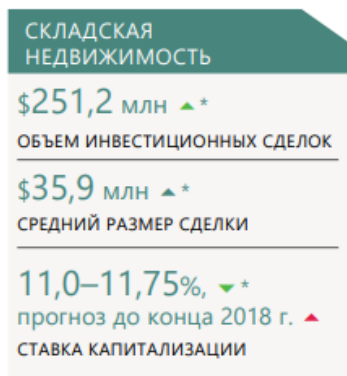 СКЛАДСКАЯ
НЕДВИЖИМОСТЬ
$251,2 млн ▲ *
ОБЪЕМ ИНВЕСТИЦИОННЫХ СДЕЛОК
$35,9 млн ▲ *
СРЕДНИЙ РАЗМЕР СДЕЛКИ
11,0–11,75%, ▼ *
прогноз до конца 2018 г. ▲
СТАВКА КАПИТАЛИЗАЦИИ